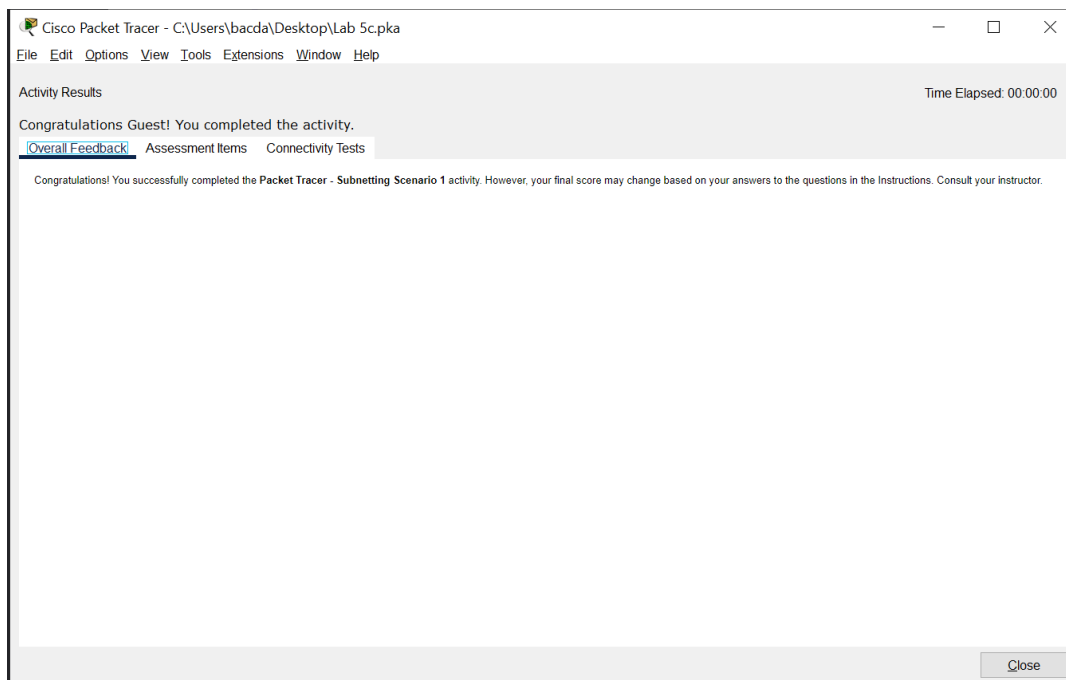 Cisco Packet Tracer - C:\Users\bacda\Desktop\Lab 5c.pka
File Edit Options View Tools Extensions Window Help
Activity Results Time Elapsed: 00:00:00
Congratulations Guest! You completed the activity.
Overall Feedback Assessment Items Connectivity Tests
Congratulations! You successfully completed the Packet Tracer - Subnetting Scenario 1 activity. However, your final score may change based on your answers to the questions in the Instructions. Consult your instructor.
Close